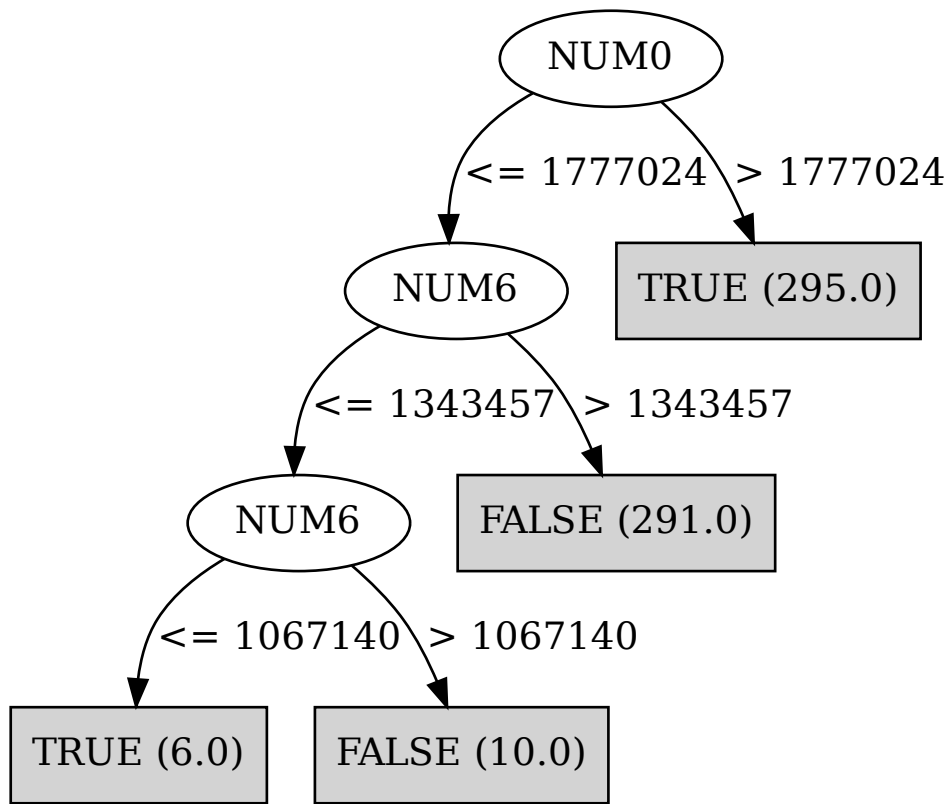 NUM0
<= 1777024
> 1777024
NUM6
TRUE (295.0)
<= 1343457
> 1343457
NUM6
FALSE (291.0)
<= 1067140
> 1067140
TRUE (6.0)
FALSE (10.0)